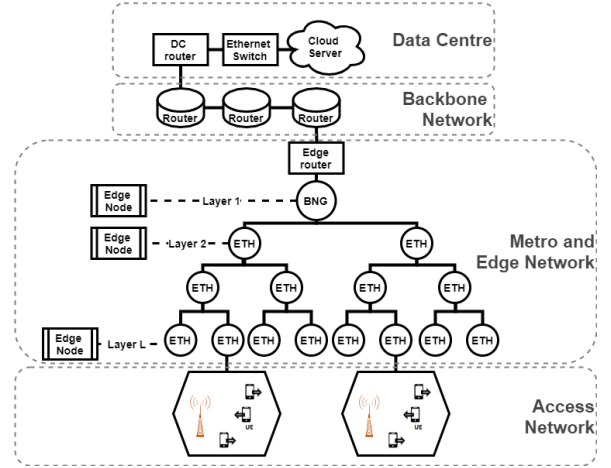 DC
router
Ethernet
Switch
Cloud
Server
Data Centre
Router
Router
Router
Backbone
Network
Edge
router
Edge
Node
Layer 1
BNG
Edge
Node
Layer 2
ETH
ETH
Metro and
Edge Network
ETH
ETH
ETH
ETH
Edge
Node
Layer L
ETH
ETH
ETH
ETH
ETH
ETH
ETH
ETH
UE
UE
Access
Network